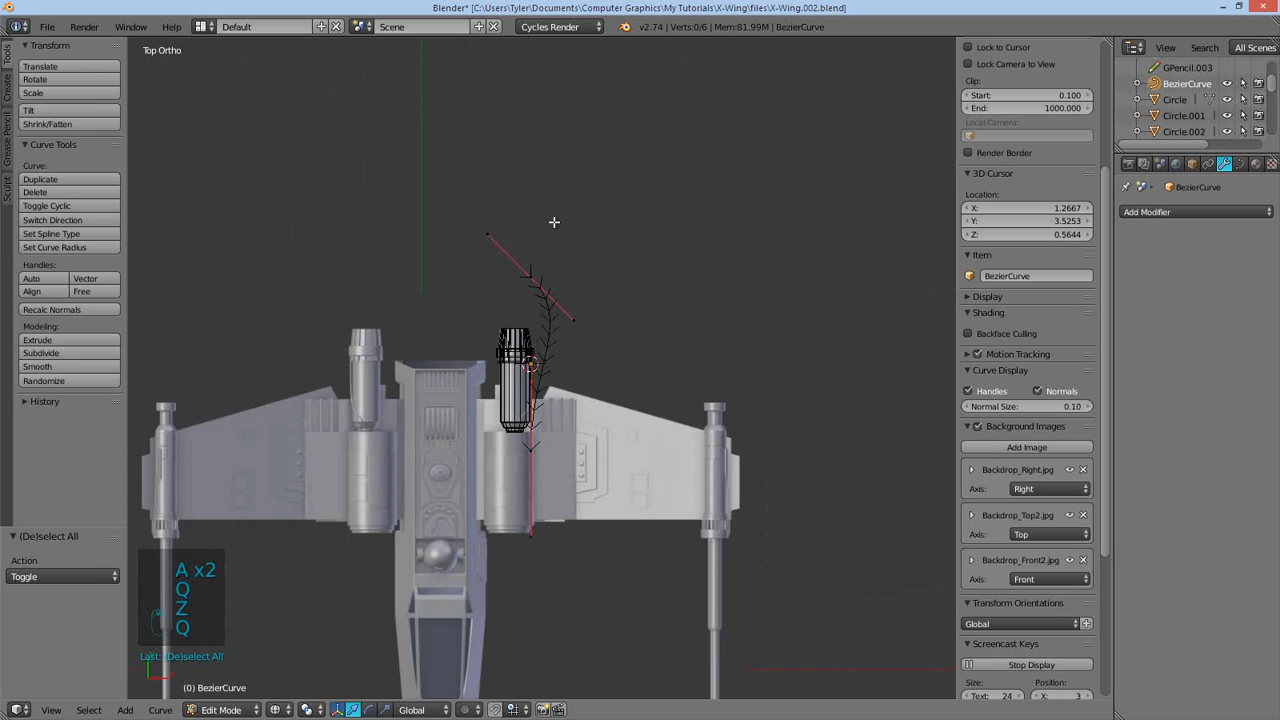 Blender* [C:\Users\Tyler\Documents\Computer Graphics\My Tutorials\X-Wing\files\X-Wing.002.blend]
File Render Window Help Default Scene Cycles Render v2.74 | Verts:0/6 | Mem:81.99M | BezierCurve
View Search All Scenes
GPencil.003
BezierCurve
Circle
Circle.001
Circle.002
BezierCurve
Add Modifier
Tools
Create
Grease Pencil
Sculpt
Transform
Translate
Rotate
Scale
Tilt
Shrink/Fatten
Curve Tools
Curve:
Duplicate
Delete
Toggle Cyclic
Switch Direction
Set Spline Type
Set Curve Radius
Handles:
Auto Vector
Align Free
Recalc Normals
Modeling:
Extrude
Subdivide
Smooth
Randomize
History
(De)select All
Action
Toggle
Top Ortho
A x2
Q
Z
Q
Last: (De)select All
(0) BezierCurve
Lock to Cursor
Lock Camera to View
Clip:
Start: 0.100
End: 1000.000
Local Camera:
Render Border
3D Cursor
Location:
X: 1.2667
Y: 3.5253
Z: 0.5644
Item
BezierCurve
Display
Shading
Backface Culling
Motion Tracking
Curve Display
Handles Normals
Normal Size: 0.10
Background Images
Add Image
Backdrop_Right.jpg
Axis: Right
Backdrop_Top2.jpg
Axis: Top
Backdrop_Front2.jpg
Axis: Front
Transform Orientations
Global
Screencast Keys
Stop Display
Size: Position:
Text: 24 X: 3
View Select Add Curve Edit Mode Global